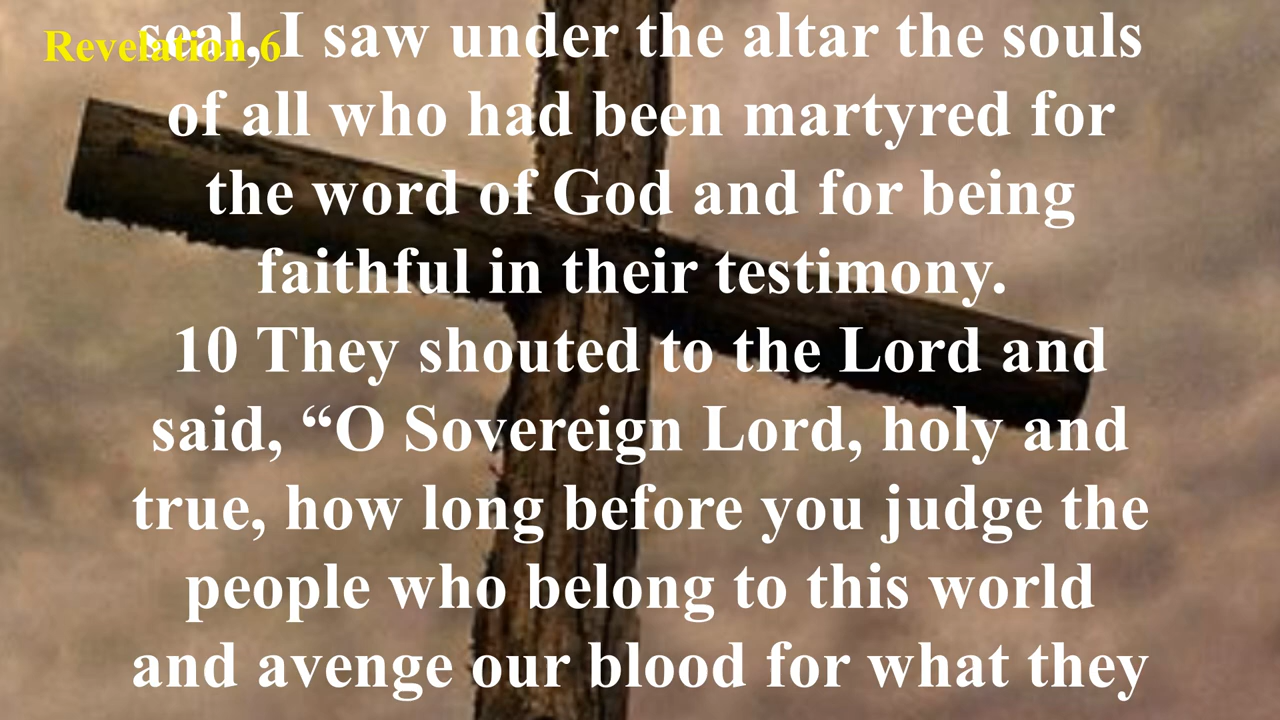 Revelation 6
seal, I saw under the altar the souls
of all who had been martyred for
the word of God and for being
faithful in their testimony.
10 They shouted to the Lord and
said, “O Sovereign Lord, holy and
true, how long before you judge the
people who belong to this world
and avenge our blood for what they